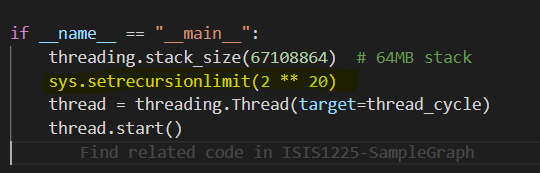 if __name__ == "__main__":
    threading.stack_size(67108864)  # 64MB stack
    sys.setrecursionlimit(2 ** 20)
    thread = threading.Thread(target=thread_cycle)
    thread.start()
        Find related code in ISIS1225-SampleGraph